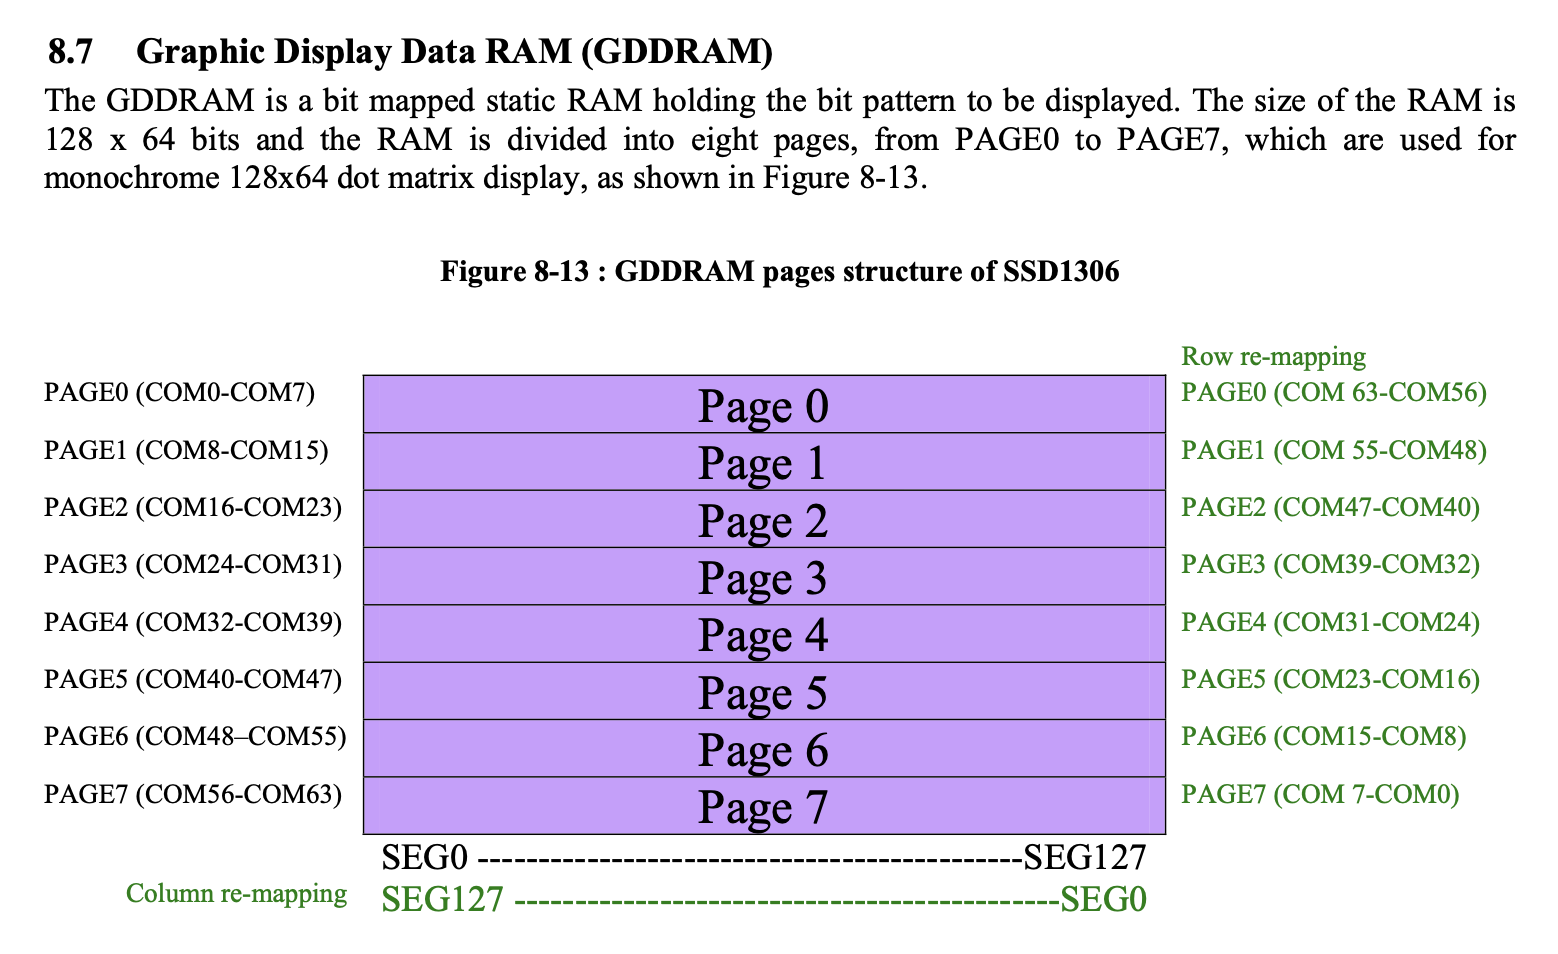 8.7 Graphic Display Data RAM (GDDRAM)
The GDDRAM is a bit mapped static RAM holding the bit pattern to be displayed. The size of the RAM is
128 x 64 bits and the RAM is divided into eight pages, from PAGE0 to PAGE7, which are used for
monochrome 128x64 dot matrix display, as shown in Figure 8-13.
Figure 8-13 : GDDRAM pages structure of SSD1306
Row re-mapping
PAGE0 (COM0-COM7) Page 0 PAGE0 (COM 63-COM56)
PAGE1 (COM8-COM15) Page 1 PAGE1 (COM 55-COM48)
PAGE2 (COM16-COM23) Page 2 PAGE2 (COM47-COM40)
PAGE3 (COM24-COM31) Page 3 PAGE3 (COM39-COM32)
PAGE4 (COM32-COM39) Page 4 PAGE4 (COM31-COM24)
PAGE5 (COM40-COM47) Page 5 PAGE5 (COM23-COM16)
PAGE6 (COM48–COM55) Page 6 PAGE6 (COM15-COM8)
PAGE7 (COM56-COM63) Page 7 PAGE7 (COM 7-COM0)
SEG0 ---------------------------------------------SEG127
Column re-mapping SEG127 ---------------------------------------------SEG0